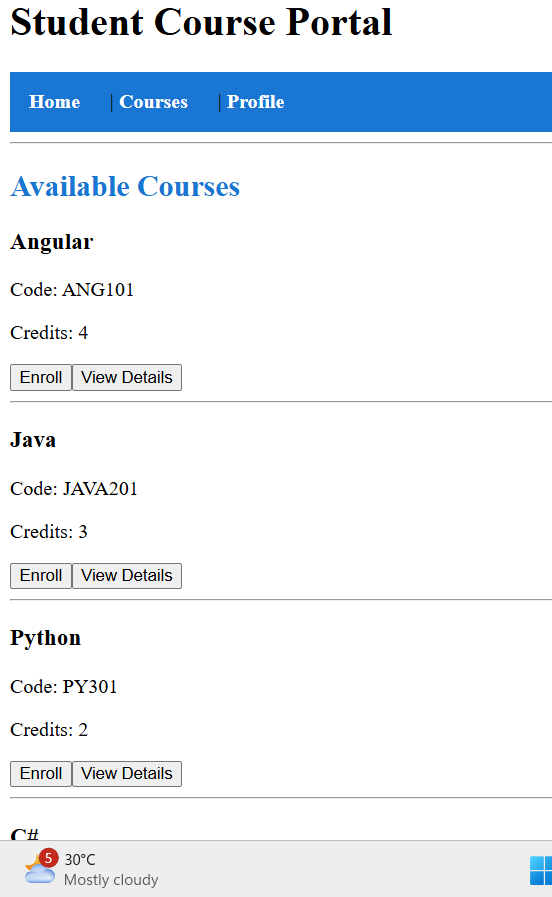 Student Course Portal
Home | Courses | Profile
Available Courses
Angular
Code: ANG101
Credits: 4
Enroll View Details
Java
Code: JAVA201
Credits: 3
Enroll View Details
Python
Code: PY301
Credits: 2
Enroll View Details
C#
5 30°C
Mostly cloudy